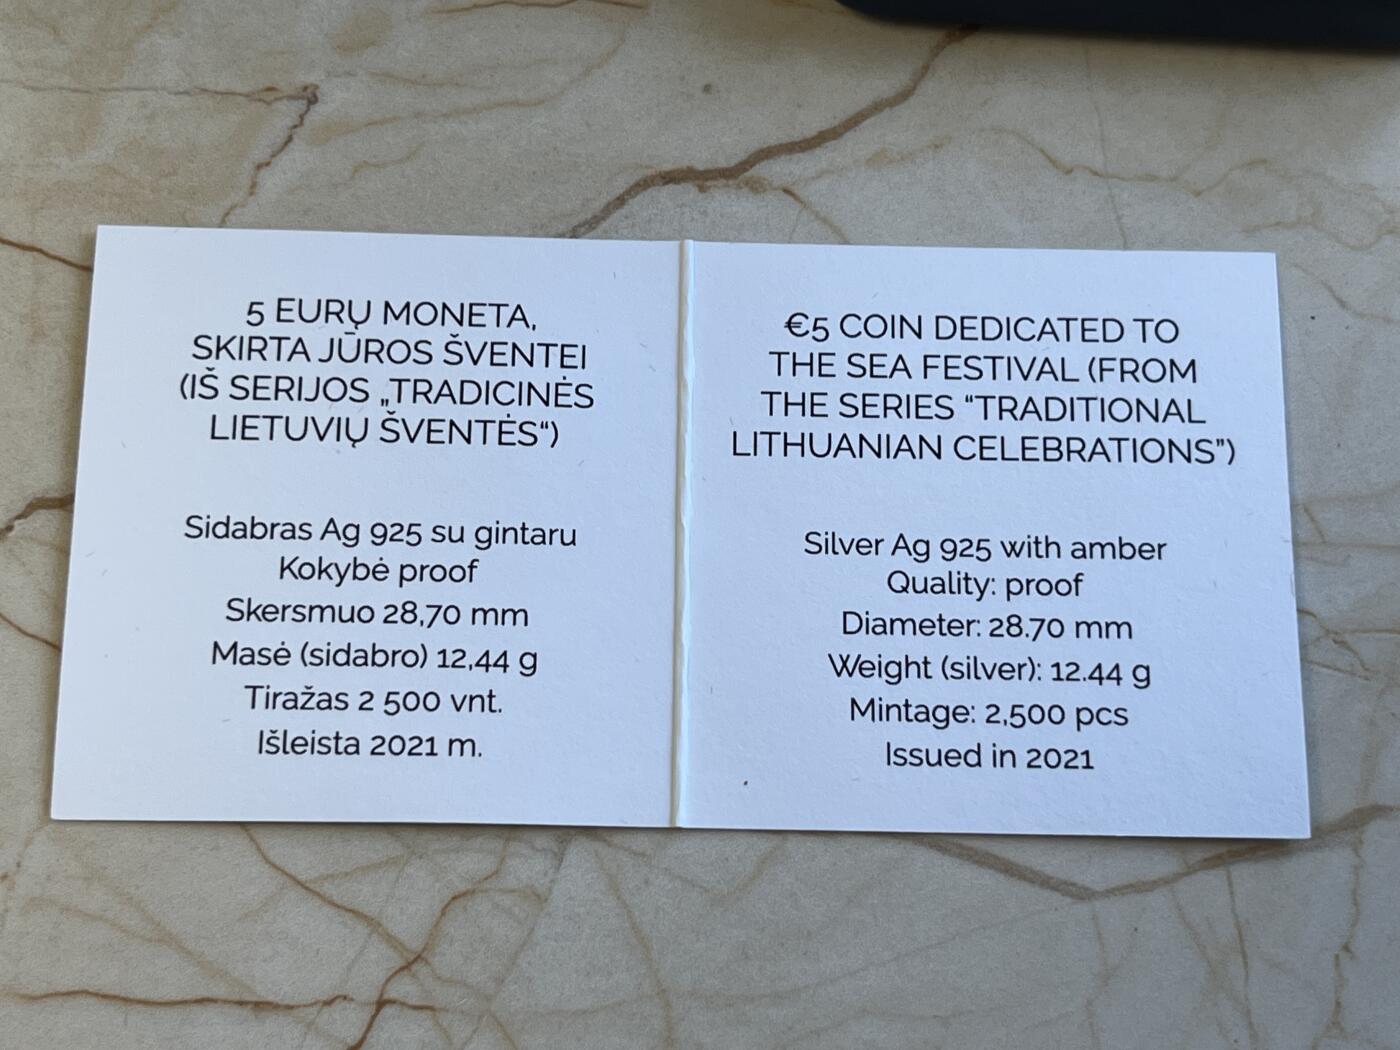 5 EURŲ MONETA,
SKIRTA JŪROS ŠVENTEI
(IŠ SERIJOS „TRADICINĖS
LIETUVIŲ ŠVENTĖS“)
Sidabras Ag 925 su gintaru
Kokybė proof
Skersmuo 28,70 mm
Masė (sidabro) 12,44 g
Tiražas 2 500 vnt.
Išleista 2021 m.
€5 COIN DEDICATED TO
THE SEA FESTIVAL (FROM
THE SERIES “TRADITIONAL
LITHUANIAN CELEBRATIONS”)
Silver Ag 925 with amber
Quality: proof
Diameter: 28.70 mm
Weight (silver): 12.44 g
Mintage: 2,500 pcs
Issued in 2021